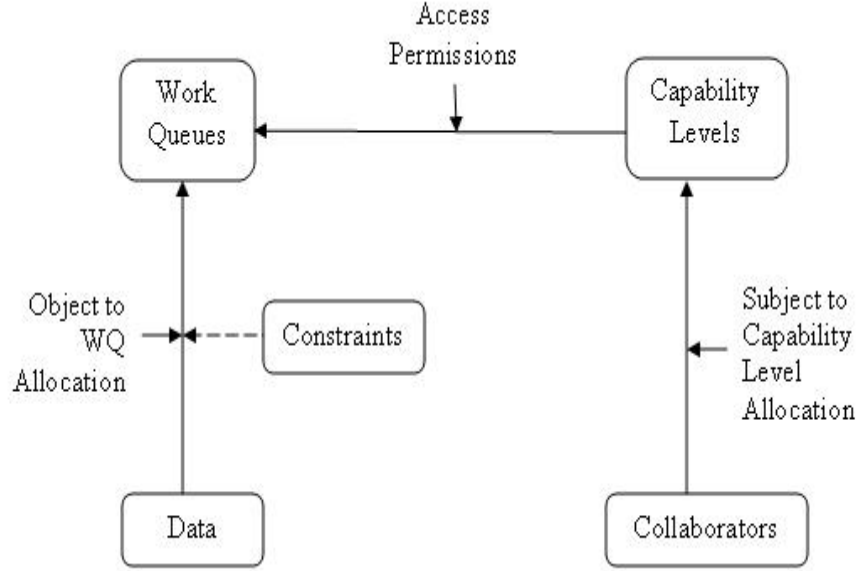 Access
Permissions
Work
Queues
Capability
Levels
Object to
WQ
Allocation
Constraints
Subject to
Capability
Level
Allocation
Data
Collaborators